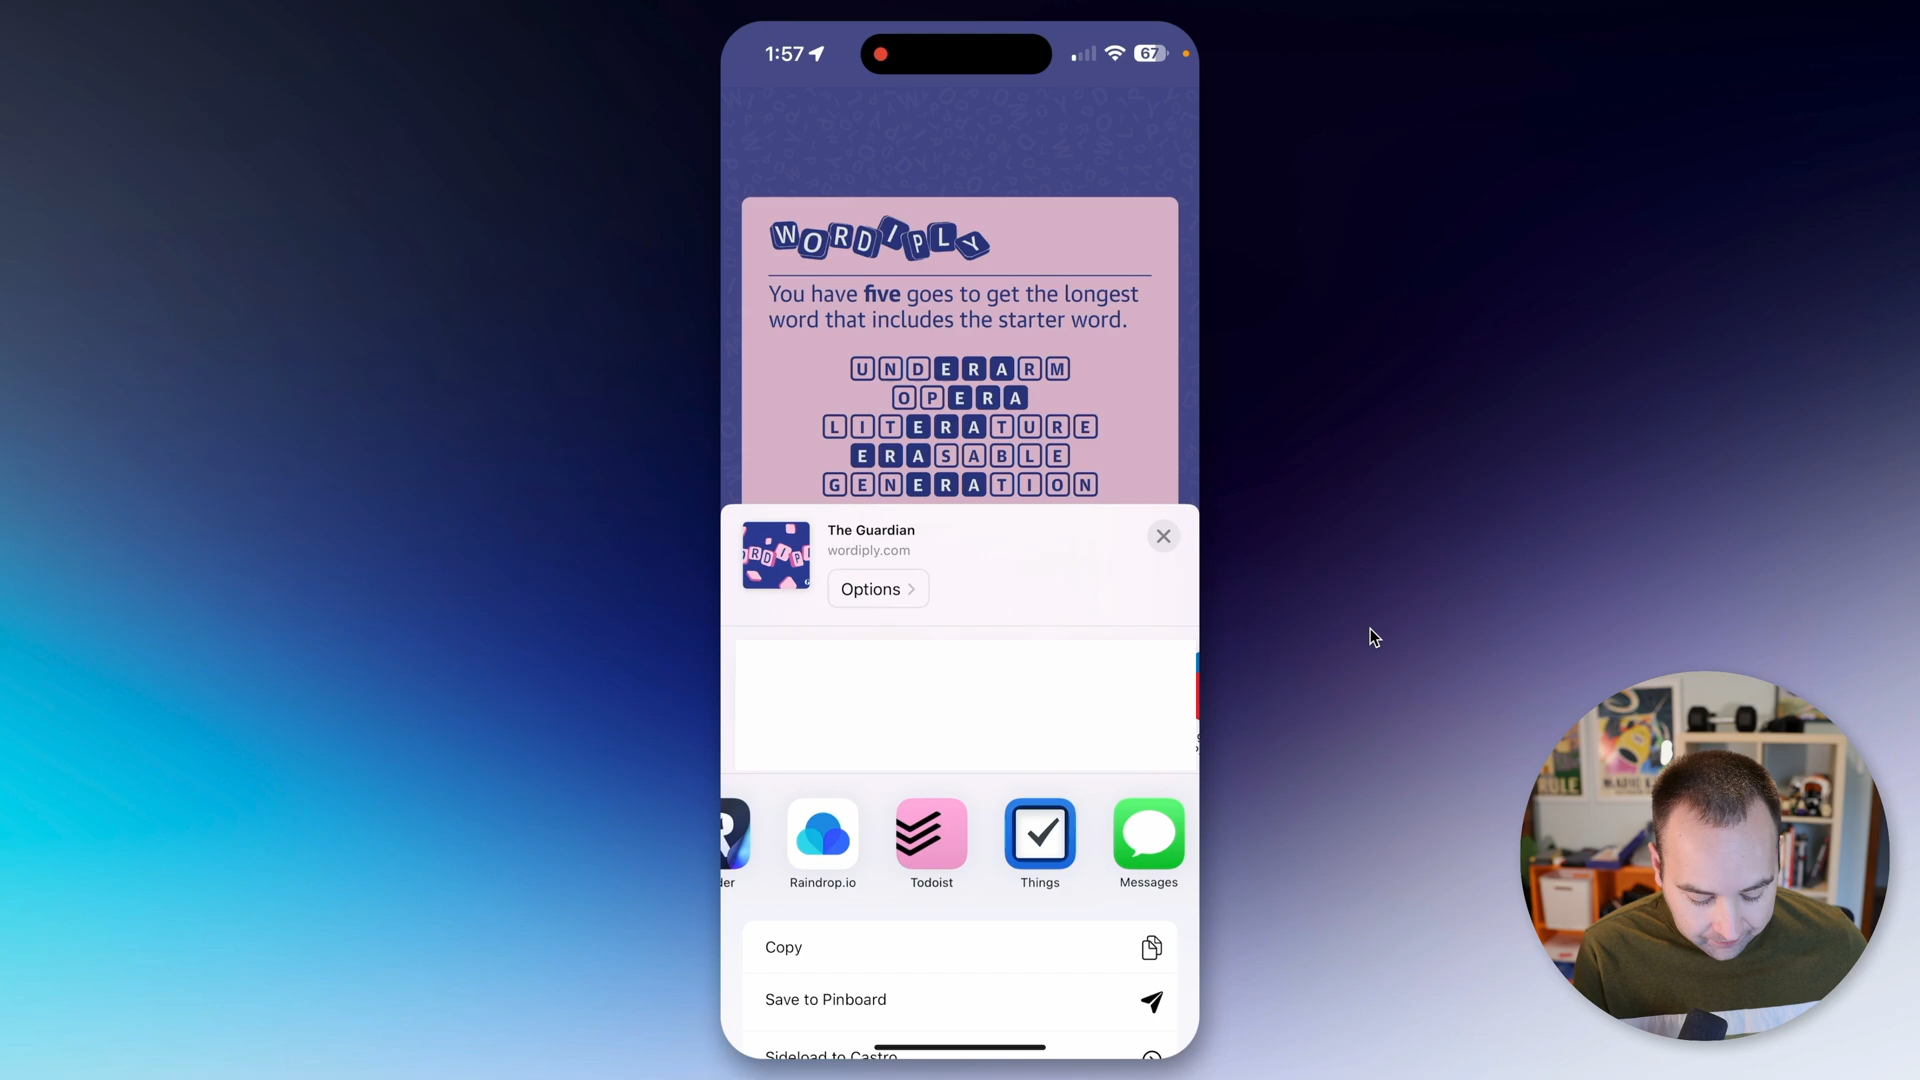 1:57
67
WORDIPLY
You have five goes to get the longest
word that includes the starter word.
UNDERARM
OPERA
LITERATURE
ERASABLE
GENERATION
The Guardian
wordiply.com
Options
der
Raindrop.io
Todoist
Things
Messages
Copy
Save to Pinboard
Sideload to Castro